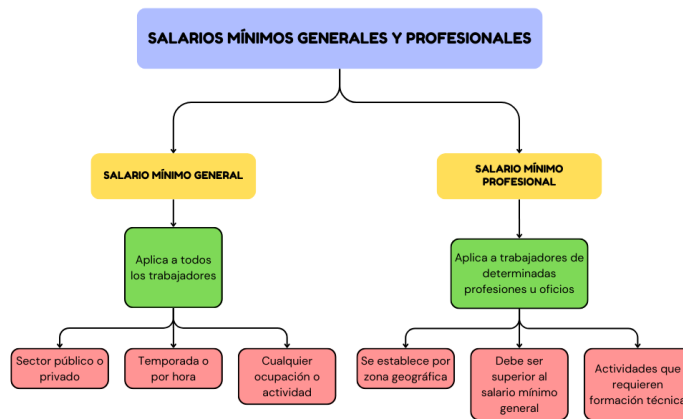 SALARIOS MÍNIMOS GENERALES Y PROFESIONALES
SALARIO MÍNIMO GENERAL
SALARIO MÍNIMO
PROFESIONAL
Aplica a todos
los trabajadores
Aplica a trabajadores de
determinadas
profesiones u oficios
Sector público o
privado
Temporada o
por hora
Cualquier
ocupación o
actividad
Se establece por
zona geográfica
Debe ser
superior al
salario mínimo
general
Actividades que
requieren
formación técnica